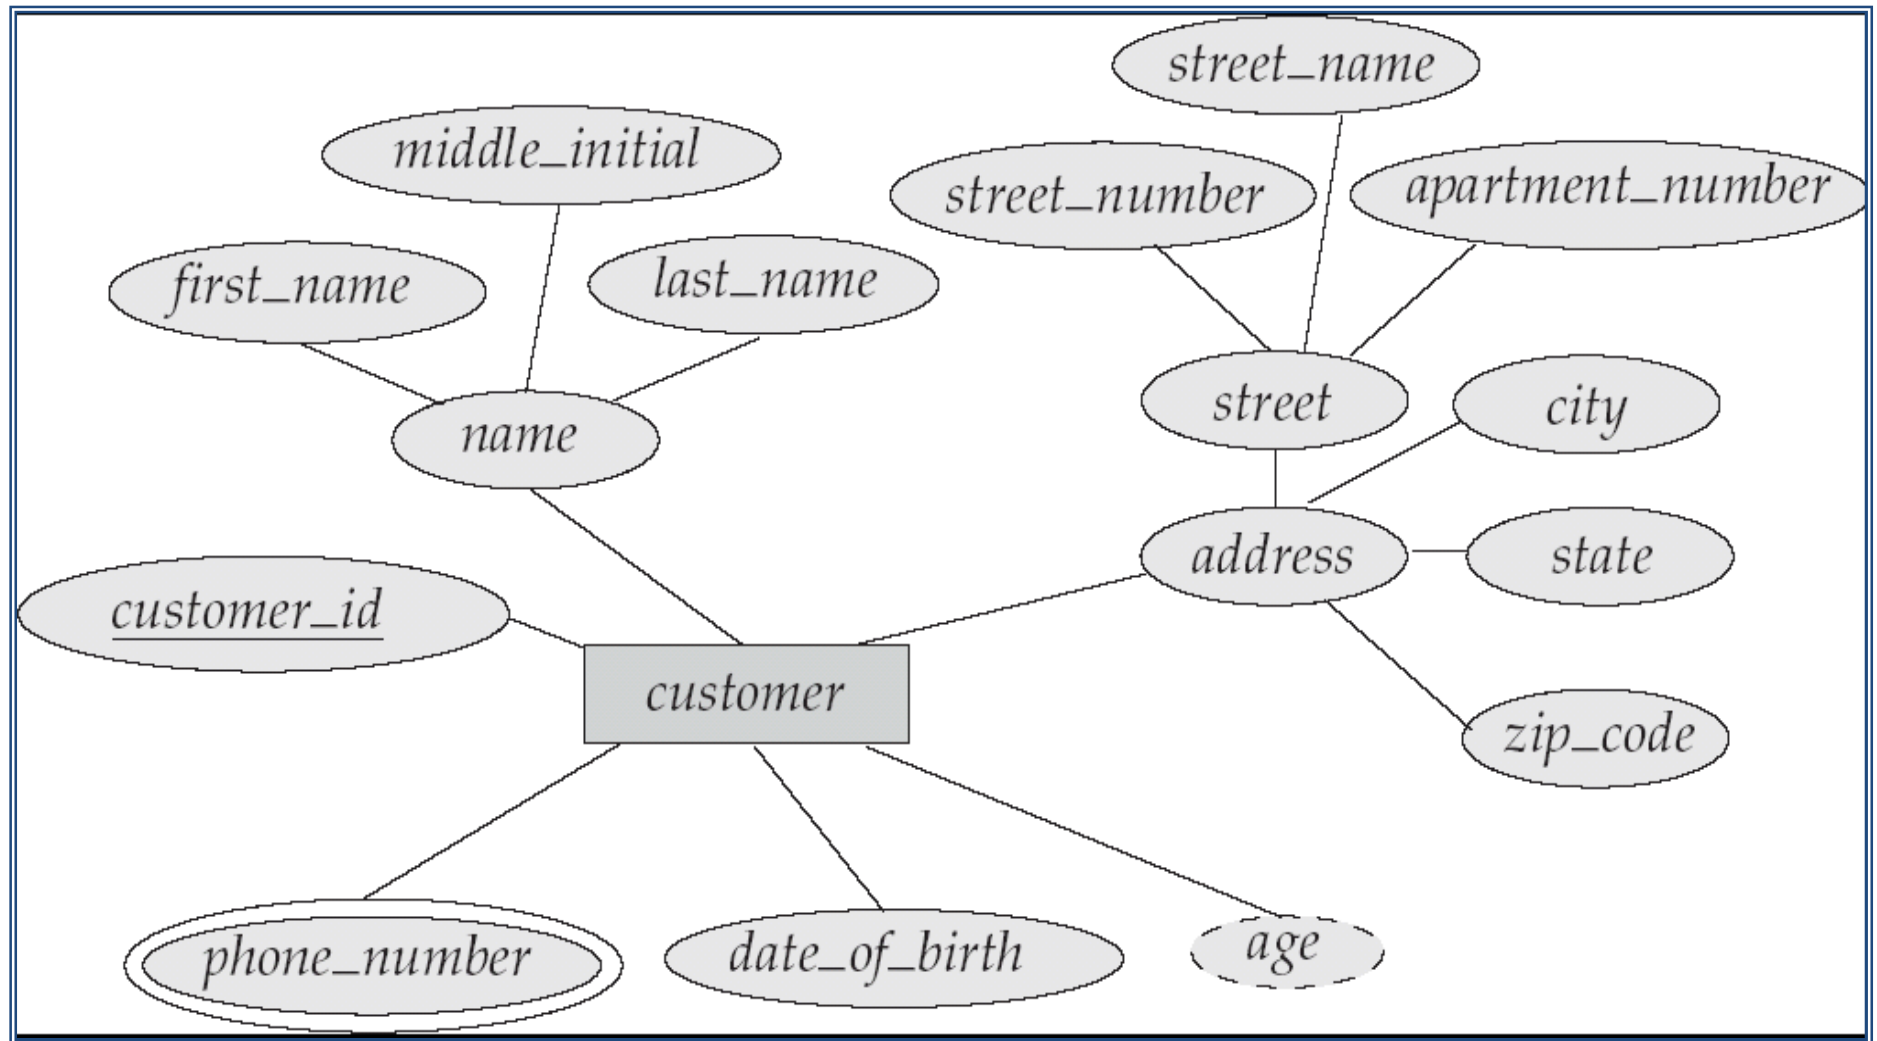 street_name
middle_initial
street_number
apartment_number
first_name
last_name
street
city
name
address
state
customer_id
customer
zip_code
phone_number
date_of_birth
age